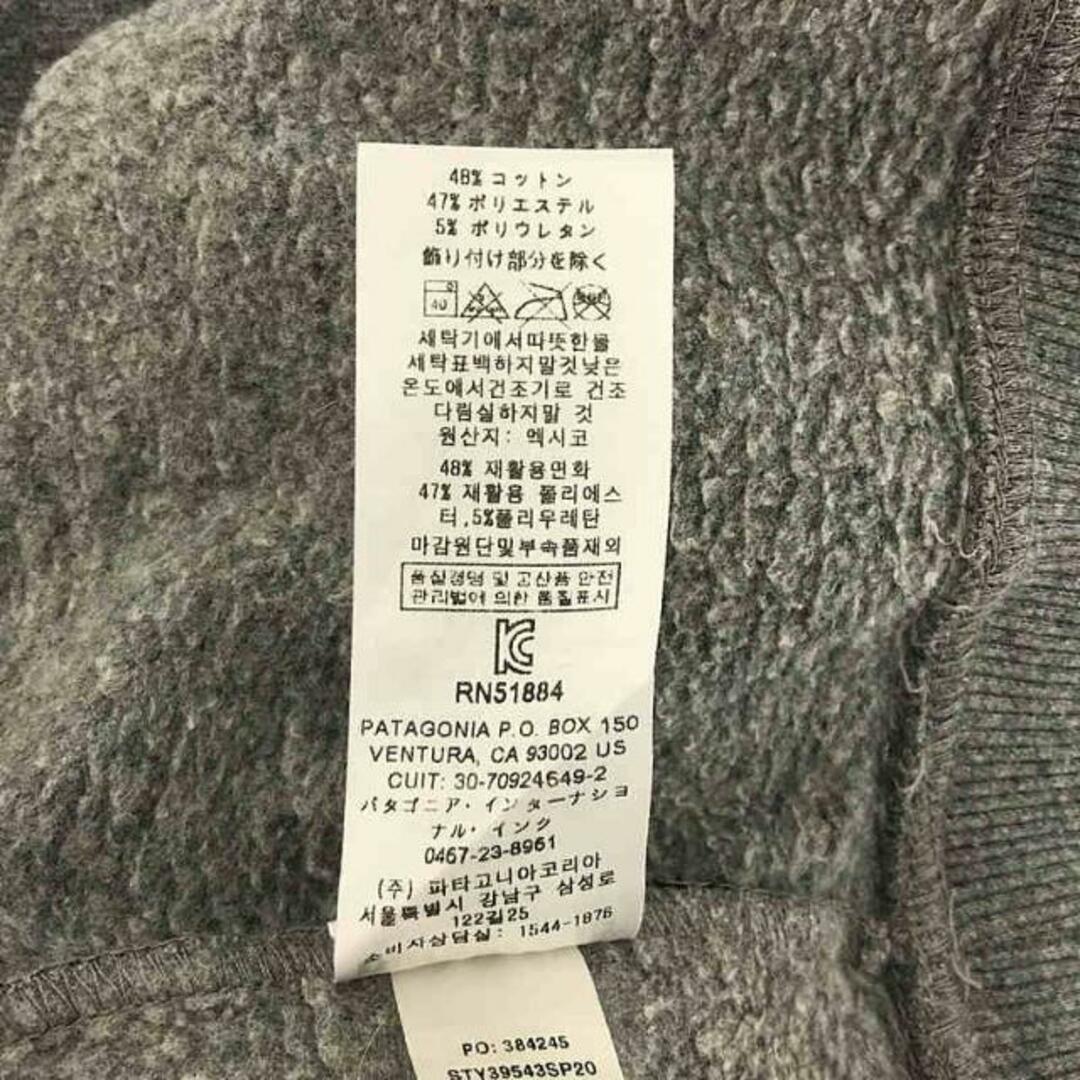 48% コットン
47% ポリエステル
5% ポリウレタン
飾り付け部分を除く
40
세탁기에서따뜻한물
세탁표백하지말것낮은
온도에서건조기로 건조
다림실하지말 것
원산지: 멕시코
48% 재활용면화
47% 재활용 폴리에스
터,5%폴리우레탄
마감원단및부속품재외
품질경영 및 공산품 안전
관리법에 의한 품질표시
RN51884
PATAGONIA P.O. BOX 150
VENTURA, CA 93002 US
CUIT: 30-70924649-2
パタゴニア・インターナショ
ナル・インク
0467-23-8961
(주) 파타고니아코리아
서울특별시 강남구 삼성로
122길25
소비자상담실: 1544-1876
PO: 384245
STY39543SP20